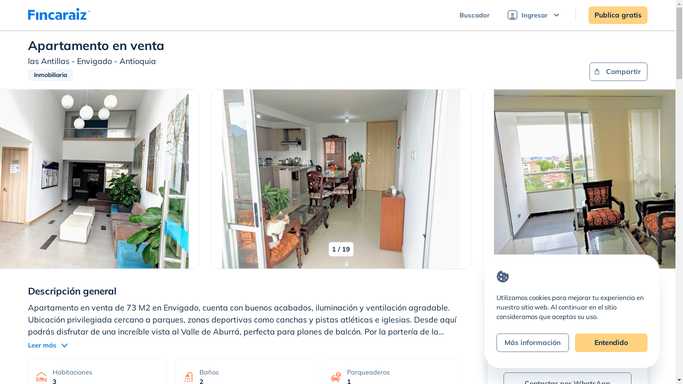 Fincaraiz
Buscador
Ingresar
Publica gratis
Apartamento en venta
las Antillas - Envigado - Antioquia
Inmobiliaria
Compartir
1 / 19
Descripción general
Apartamento en venta de 73 M2 en Envigado, cuenta con buenos acabados, iluminación y ventilación agradable.
Ubicación privilegiada cercano a parques, zonas deportivas como canchas y pistas atléticas e iglesias. Desde aquí
podrás disfrutar de una increíble vista al Valle de Aburrá, perfecta para planes de balcón. Por la portería de la...
Leer más
Habitaciones
3
Baños
2
Parqueaderos
1
Utilizamos cookies para mejorar tu experiencia en
nuestro sitio web. Al continuar en el sitio
consideramos que aceptas su uso.
Más información
Entendido
Contactar por WhatsApp